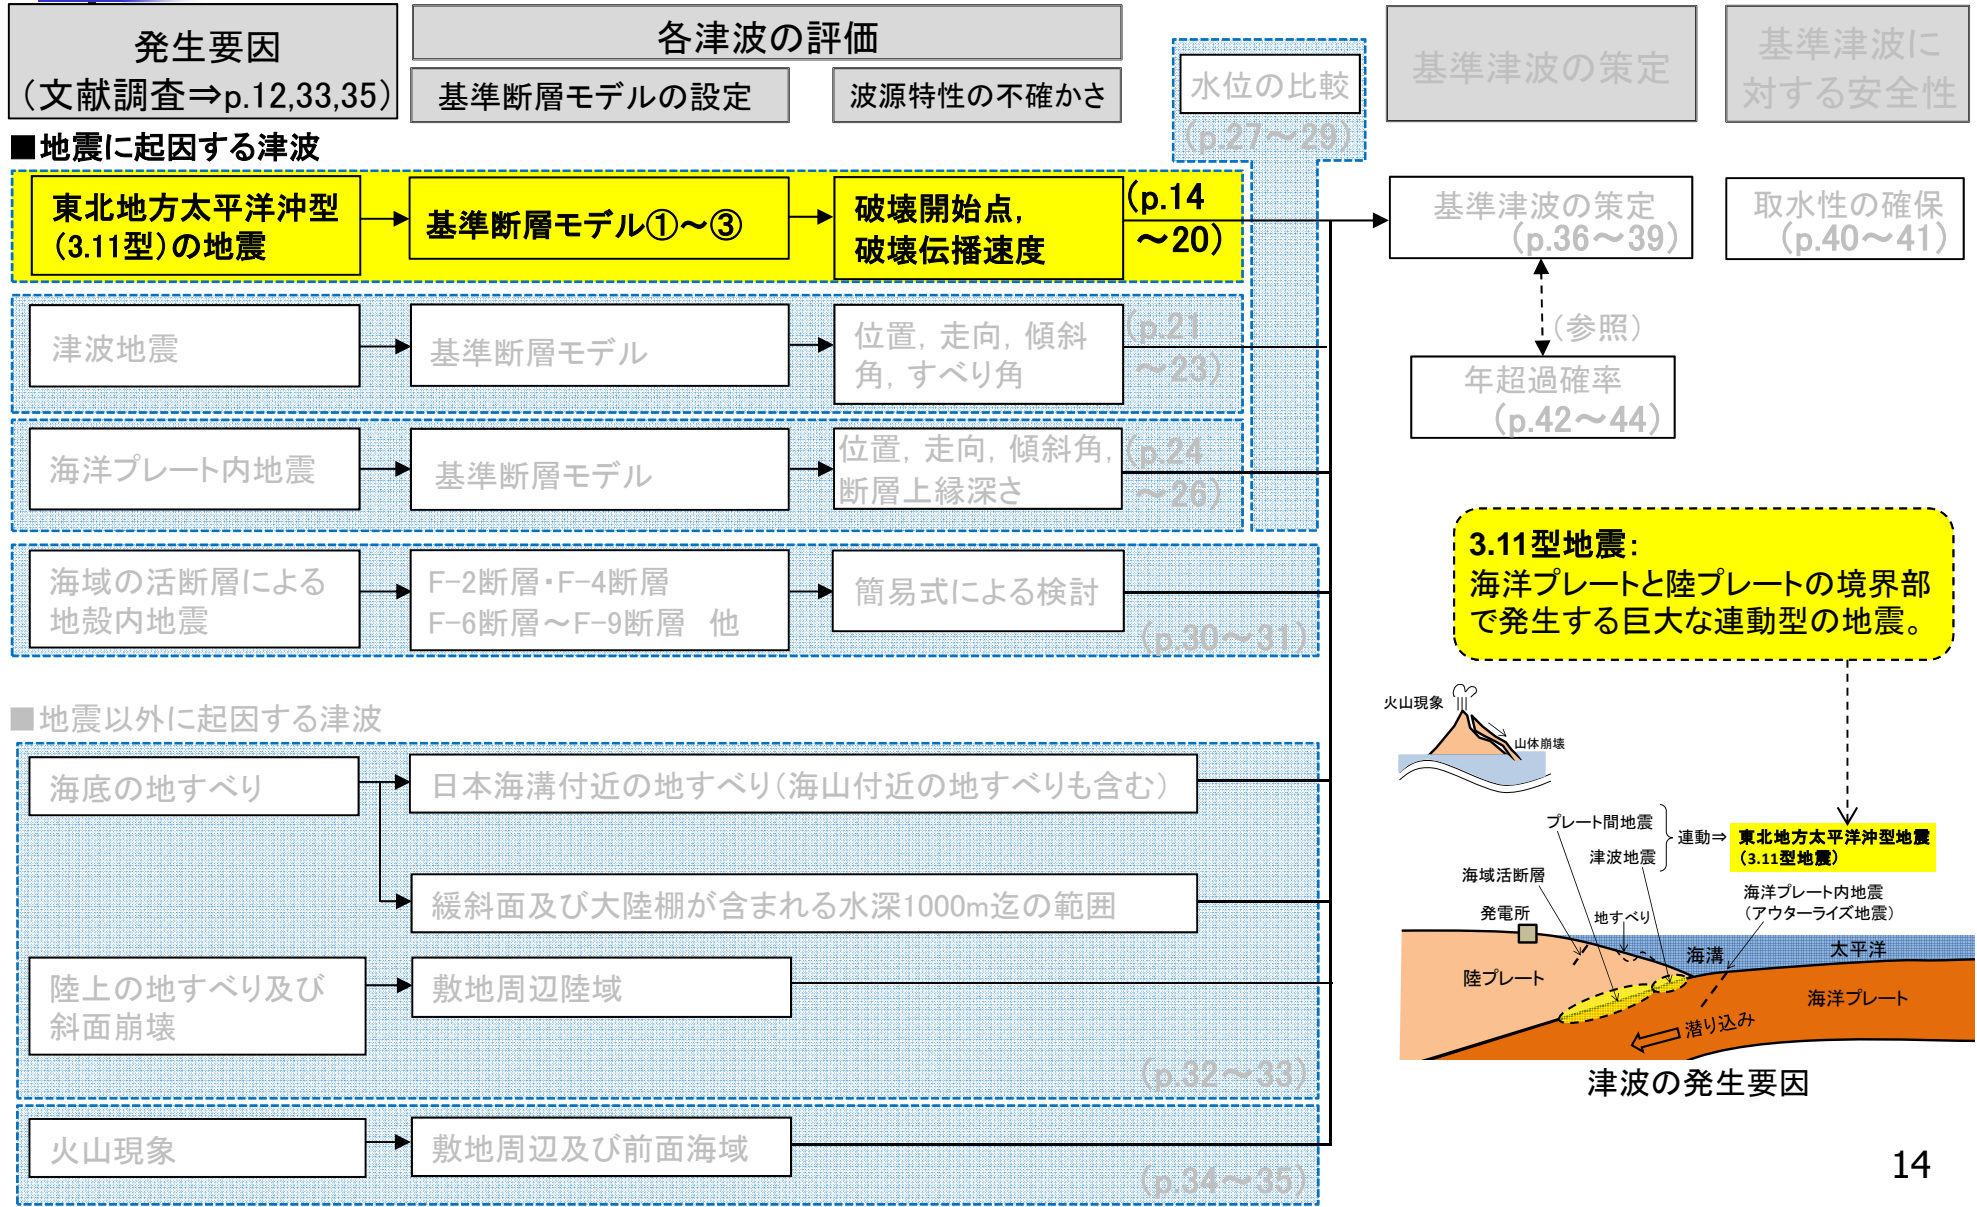 発生要因
（文献調査⇒p.12,33,35）
各津波の評価
基準断層モデルの設定
波源特性の不確かさ
水位の比較
（p.27～29）
基準津波の策定
基準津波に
対する安全性
■地震に起因する津波
東北地方太平洋沖型
（3.11型）の地震
基準断層モデル①～③
破壊開始点，
破壊伝播速度
（p.14
～20）
基準津波の策定
（p.36～39）
取水性の確保
（p.40～41）
津波地震
基準断層モデル
位置，走向，傾斜
角，すべり角
（p.21
～23）
（参照）
年超過確率
（p.42～44）
海洋プレート内地震
基準断層モデル
位置，走向，傾斜角，
断層上縁深さ
（p.24
～26）
海域の活断層による
地殻内地震
F−2断層・F−4断層
F−6断層～F−9断層　他
簡易式による検討
（p.30～31）
3.11型地震：
海洋プレートと陸プレートの境界部
で発生する巨大な連動型の地震。
■地震以外に起因する津波
海底の地すべり
日本海溝付近の地すべり（海山付近の地すべりも含む）
緩斜面及び大陸棚が含まれる水深1000m迄の範囲
陸上の地すべり及び
斜面崩壊
敷地周辺陸域
（p.32～33）
火山現象
敷地周辺及び前面海域
（p.34～35）
火山現象
山体崩壊
プレート間地震
津波地震
連動⇒
東北地方太平洋沖型地震
（3.11型地震）
海域活断層
海洋プレート内地震
（アウターライズ地震）
発電所
地すべり
海溝
太平洋
陸プレート
海洋プレート
潜り込み
津波の発生要因
14